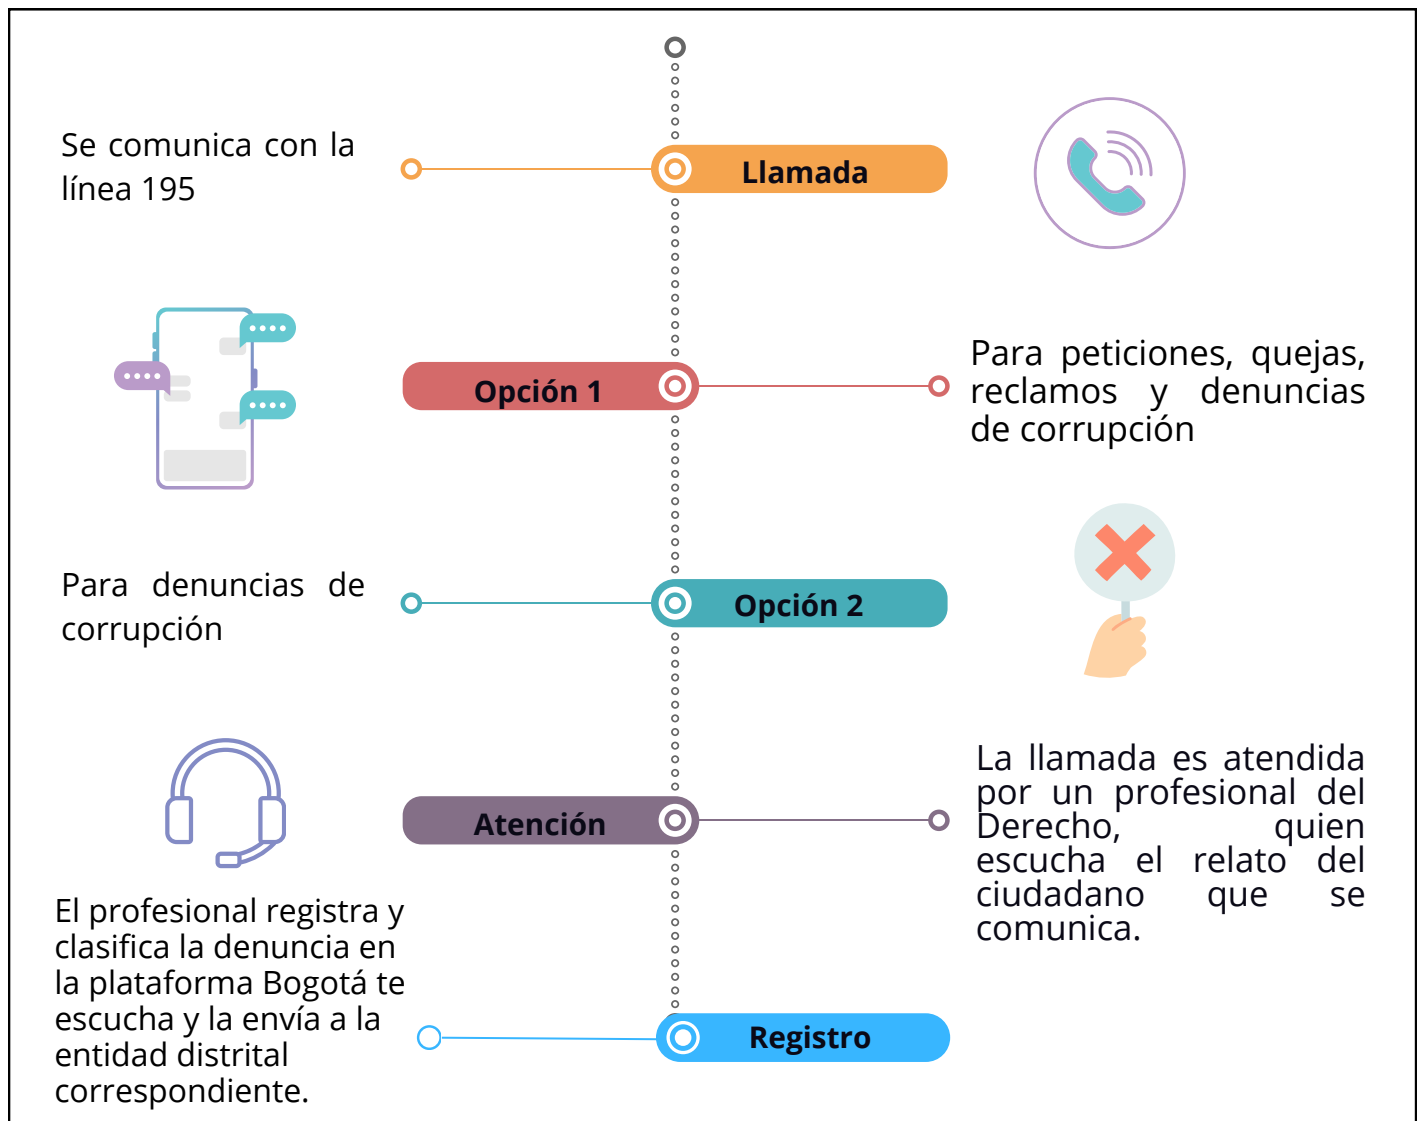 Se comunica con la
línea 195
Llamada
Opción 1
Para peticiones, quejas,
reclamos y denuncias
de corrupción
Para denuncias de
corrupción
Opción 2
Atención
La llamada es atendida
por un profesional del
Derecho, quien
escucha el relato del
ciudadano que se
comunica.
El profesional registra y
clasifica la denuncia en
la plataforma Bogotá te
escucha y la envía a la
entidad distrital
correspondiente.
Registro